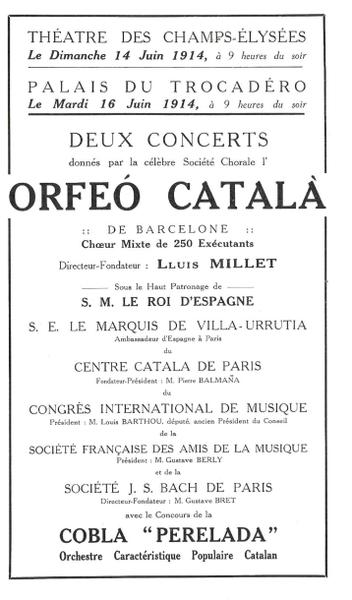 THÉATRE DES CHAMPS-ÉLYSÉES
Le Dimanche 14 Juin 1914, à 9 heures du soir
PALAIS DU TROCADÉRO
Le Mardi 16 Juin 1914, à 9 heures du soir
DEUX CONCERTS
donnés par la célèbre Société Chorale l'
ORFEÓ CATALÀ
:: DE BARCELONE ::
Chœur Mixte de 250 Exécutants
Directeur-Fondateur : LLUIS MILLET
Sous le Haut Patronage de
S. M. LE ROI D'ESPAGNE
S. E. LE MARQUIS DE VILLA-URRUTIA
Ambassadeur d'Espagne à Paris
du
CENTRE CATALA DE PARIS
Fondateur-Président : M. Pierre BALMAÑA
du
CONGRÈS INTERNATIONAL DE MUSIQUE
Président : M. Louis BARTHOU, député, ancien Président du Conseil
de la
SOCIÉTÉ FRANÇAISE DES AMIS DE LA MUSIQUE
Président : M. Gustave BERLY
et de la
SOCIÉTÉ J. S. BACH DE PARIS
Directeur-Fondateur : M. Gustave BRET
avec le Concours de la
COBLA "PERELADA"
Orchestre Caractéristique Populaire Catalan